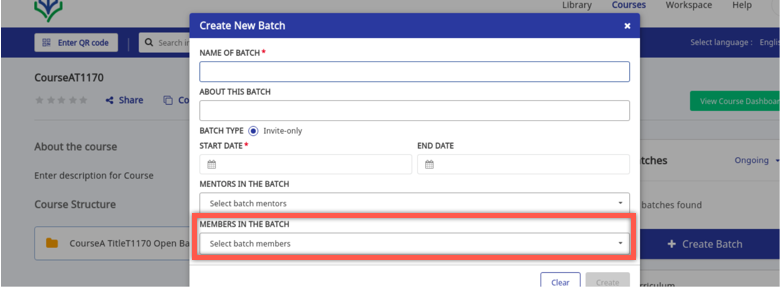 Library Courses Workspace Help
Create New Batch
Enter QR code
Search in
Select language : Englis
NAME OF BATCH *
CourseAT1170
Share
Co
ABOUT THIS BATCH
View Course Dashboar
BATCH TYPE Invite-only
START DATE * END DATE
About the course
Enter description for Course
tches
Ongoing
MENTORS IN THE BATCH
Select batch mentors
Course Structure
batches found
MEMBERS IN THE BATCH
Select batch members
CourseA TitleT1170 Open Ba
+ Create Batch
Clear Create
rriculum